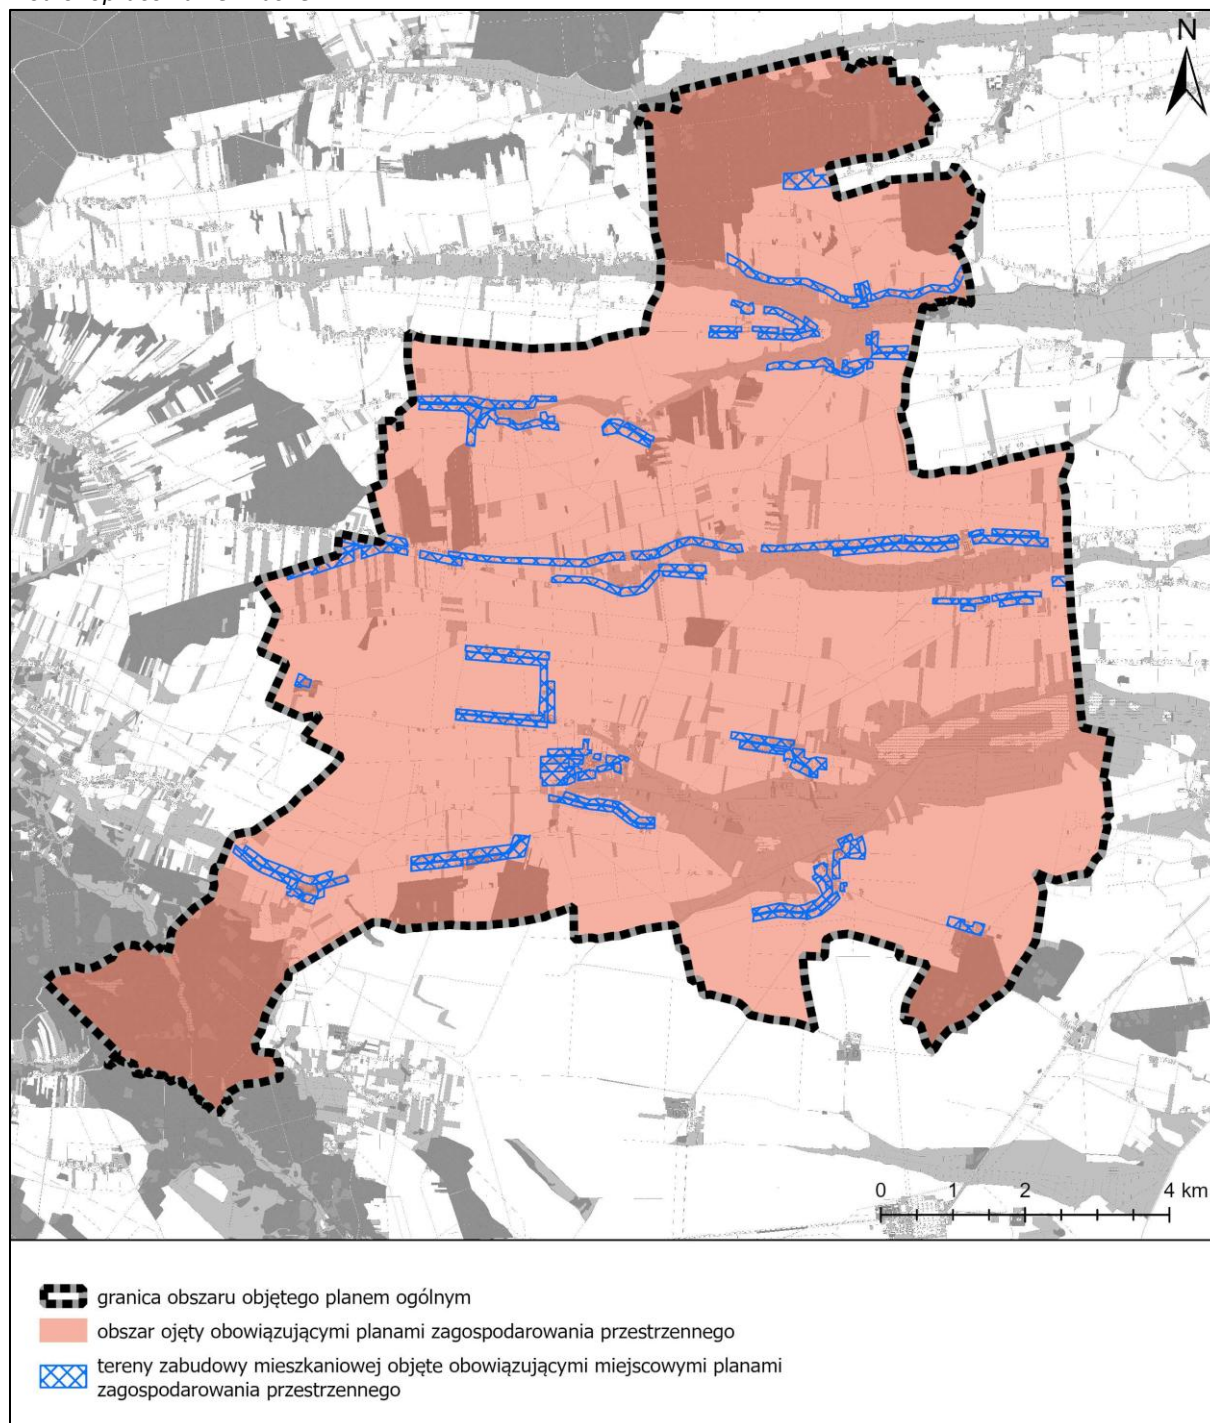 N
0 1 2 4 km
granica obszaru objętego planem ogólnym
obszar ojęty obowiązującymi planami zagospodarowania przestrzennego
tereny zabudowy mieszkaniowej objęte obowiązującymi miejscowymi planami
zagospodarowania przestrzennego